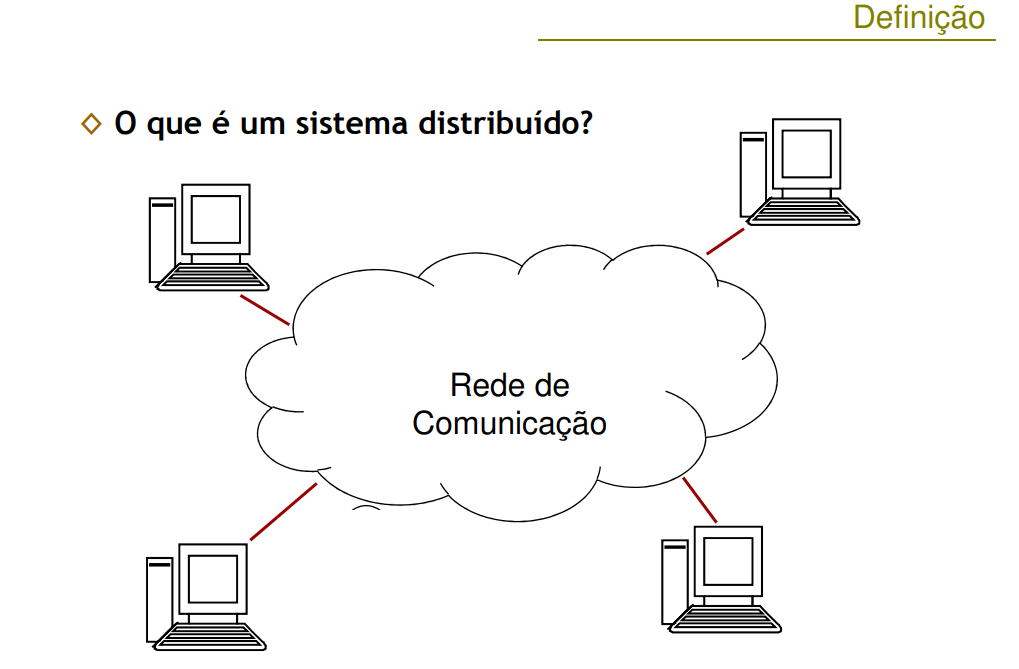 Definição
O que é um sistema distribuído?
Rede de
Comunicação